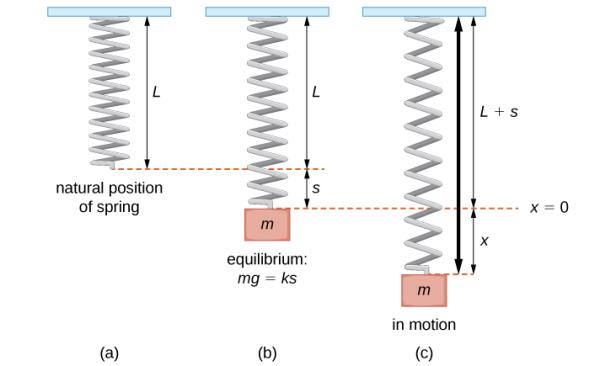 L
natural position
of spring
(a)
L
s
m
equilibrium:
mg = ks
(b)
L + s
x = 0
x
m
in motion
(c)